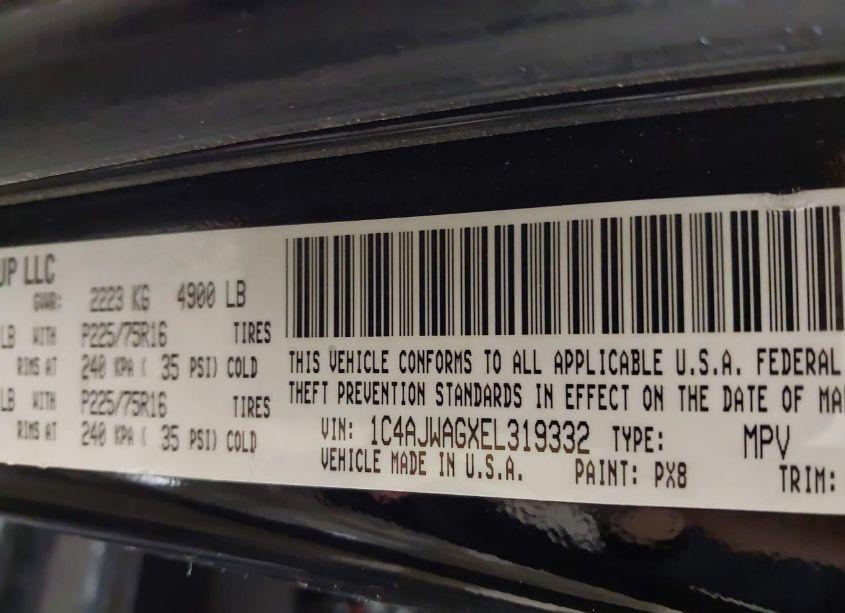 UP LLC
GVWR: 2223 KG 4900 LB
LB WITH P225/75R16 TIRES
RIMS AT 240 KPA ( 35 PSI) COLD
LB WITH P225/75R16 TIRES
RIMS AT 240 KPA ( 35 PSI) COLD
THIS VEHICLE CONFORMS TO ALL APPLICABLE U.S.A. FEDERAL
THEFT PREVENTION STANDARDS IN EFFECT ON THE DATE OF MA
VIN: 1C4AJWAGXEL319332 TYPE: MPV
VEHICLE MADE IN U.S.A. PAINT: PX8 TRIM: